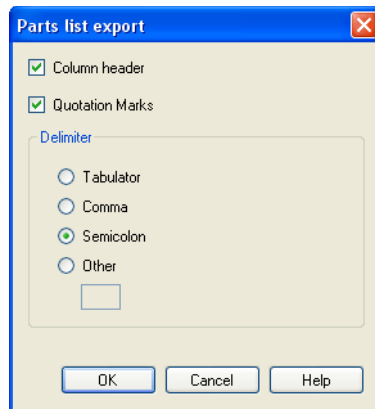 Parts list export
Column header
Quotation Marks
Delimiter
Tabulator
Comma
Semicolon
Other
OK Cancel Help